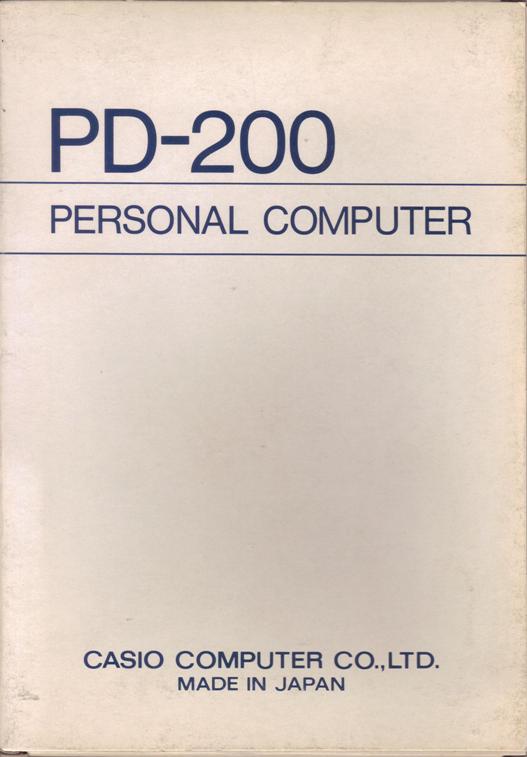 PD-200
PERSONAL COMPUTER
CASIO COMPUTER CO.,LTD.
MADE IN JAPAN